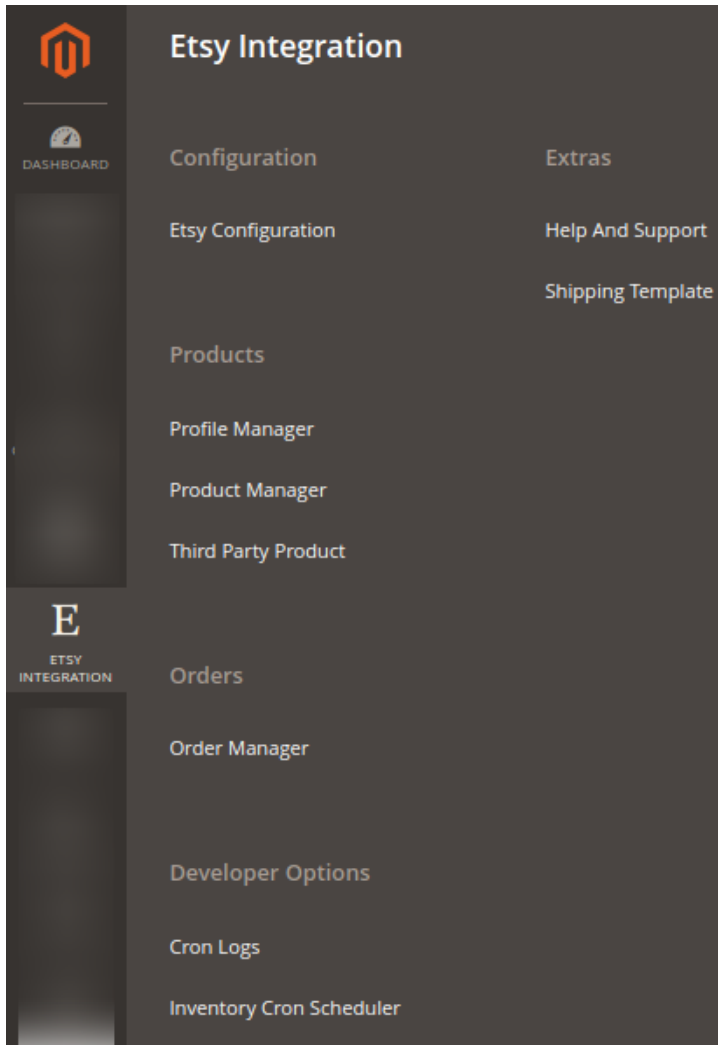 Etsy Integration
DASHBOARD
Configuration
Etsy Configuration
Products
Profile Manager
Product Manager
Third Party Product
E
ETSY
INTEGRATION
Orders
Order Manager
Developer Options
Cron Logs
Inventory Cron Scheduler
Extras
Help And Support
Shipping Template